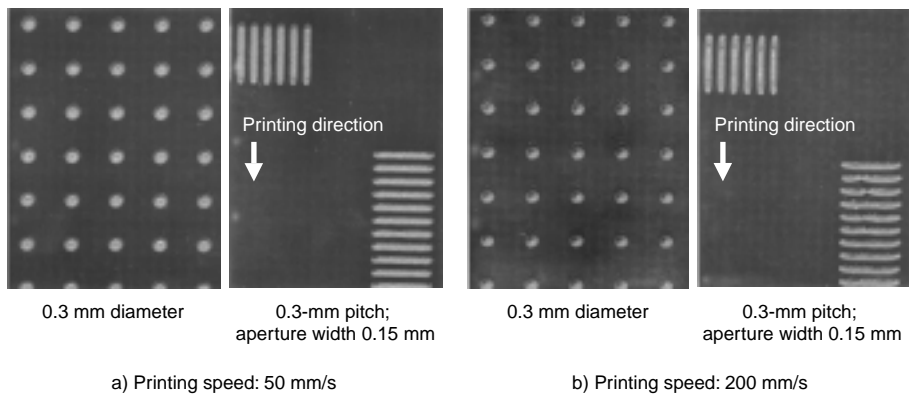 Printing direction
Printing direction
0.3 mm diameter
0.3-mm pitch;
aperture width 0.15 mm
0.3 mm diameter
0.3-mm pitch;
aperture width 0.15 mm
a) Printing speed: 50 mm/s
b) Printing speed: 200 mm/s